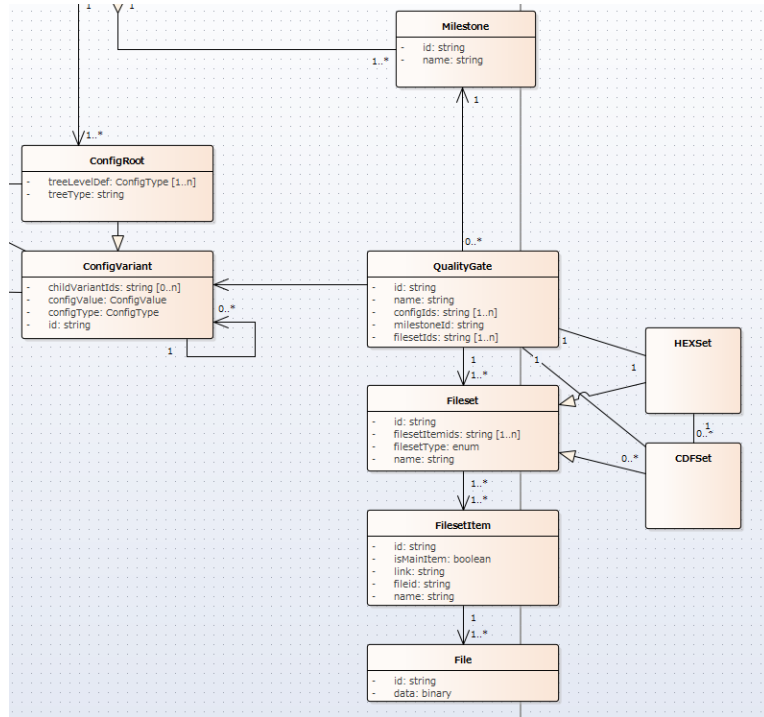 1
1
Milestone
- id: string
- name: string
1..*
1
1..*
ConfigRoot
- treeLevelDef: ConfigType [1..n]
- treeType: string
0..*
ConfigVariant
- childVariantIds: string [0..n]
- configValue: ConfigValue
- configType: ConfigType
- id: string
0..*
1
QualityGate
- id: string
- name: string
- configIds: string [1..n]
- milestoneId: string
- filesetIds: string [1..n]
1
1
HEXSet
1
1
1..*
Fileset
- id: string
- filesetItemids: string [1..n]
- filesetType: enum
- name: string
1
0..*
0..*
CDFSet
1..*
1..*
FilesetItem
- id: string
- isMainItem: boolean
- link: string
- fileid: string
- name: string
1
1..*
File
- id: string
- data: binary